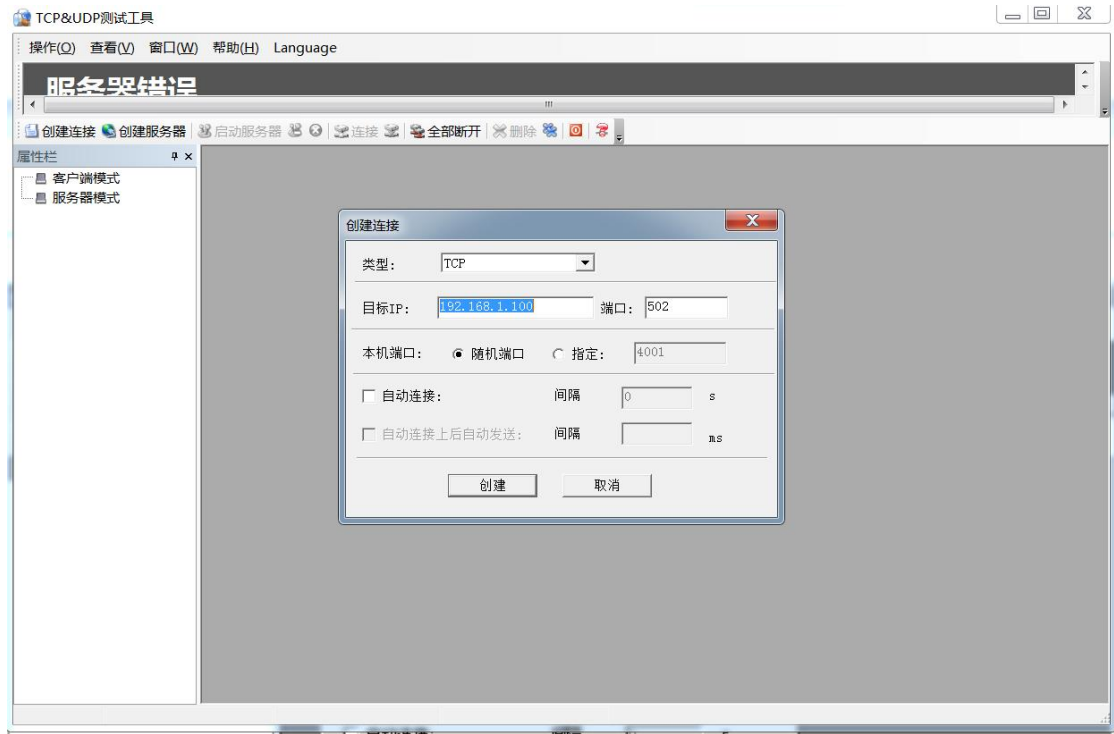 TCP&UDP测试工具
操作(O) 查看(V) 窗口(W) 帮助(H) Language
服务器错误
创建连接 创建服务器 启动服务器 连接 全部断开 删除
属性栏
客户端模式
服务器模式
创建连接
类型: TCP
目标IP: 192.168.1.100 端口: 502
本机端口: 随机端口 指定: 4001
自动连接: 间隔 0 s
自动连接上后自动发送: 间隔 ms
创建 取消